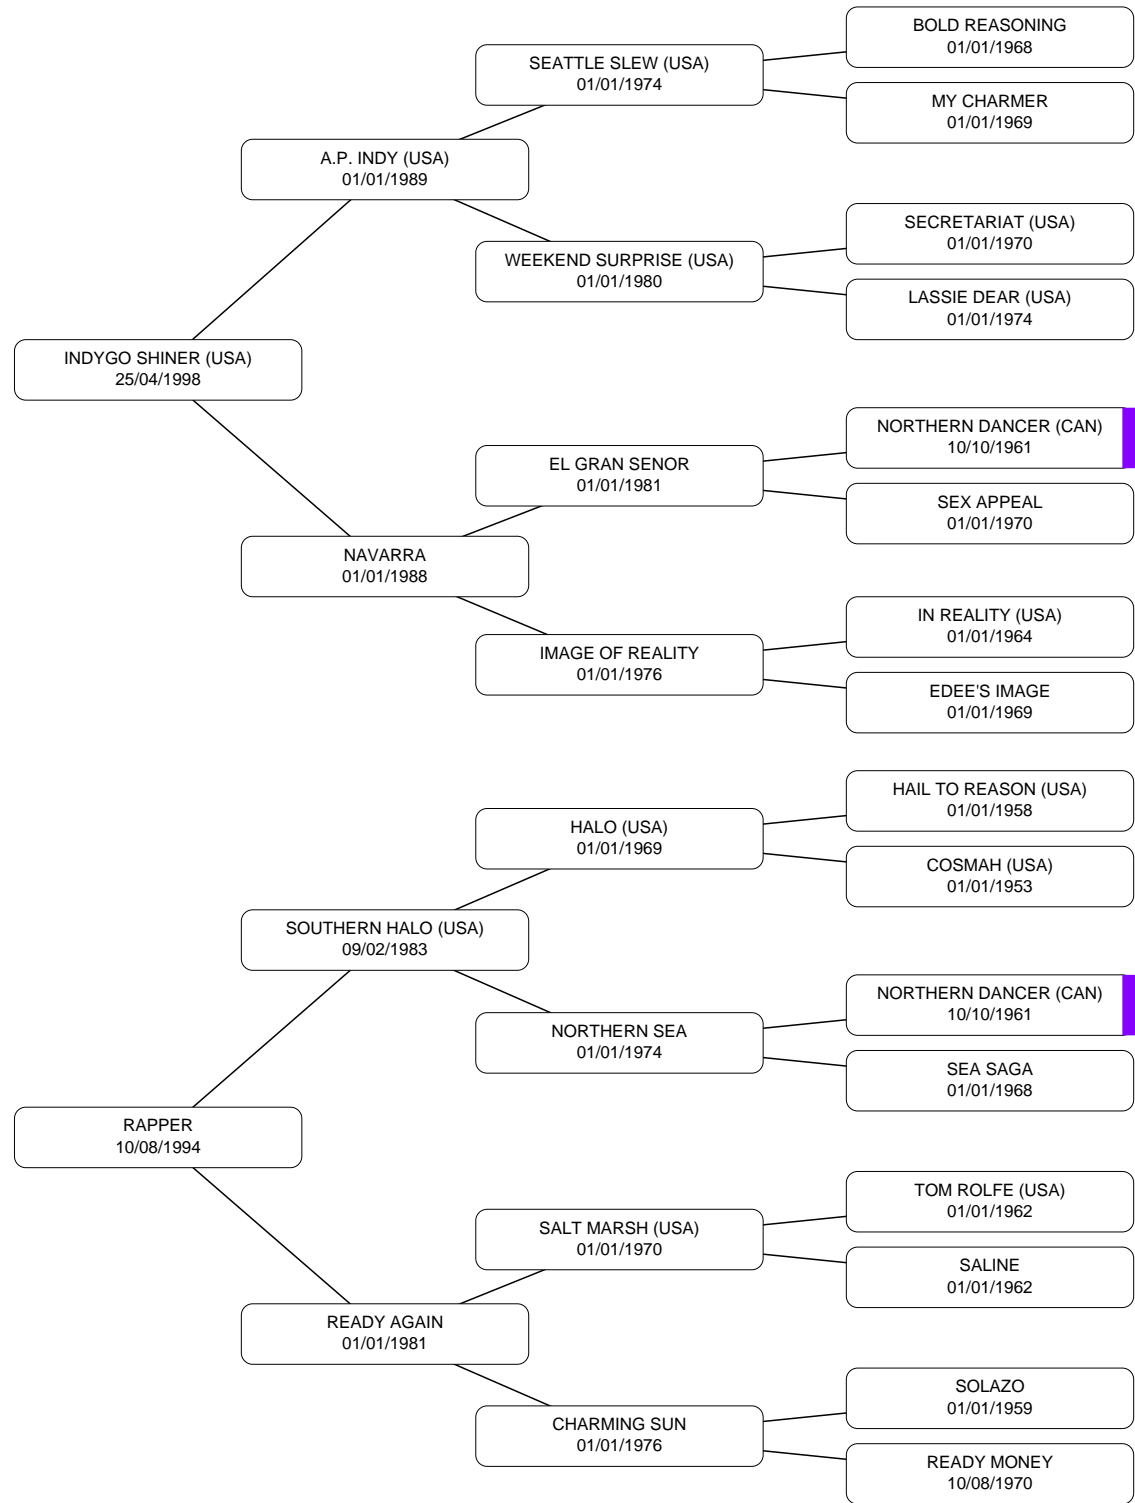 BOLD REASONING
01/01/1968
SEATTLE SLEW (USA)
01/01/1974
MY CHARMER
01/01/1969
A.P. INDY (USA)
01/01/1989
SECRETARIAT (USA)
01/01/1970
WEEKEND SURPRISE (USA)
01/01/1980
LASSIE DEAR (USA)
01/01/1974
INDYGO SHINER (USA)
25/04/1998
NORTHERN DANCER (CAN)
10/10/1961
EL GRAN SENOR
01/01/1981
SEX APPEAL
01/01/1970
NAVARRA
01/01/1988
IN REALITY (USA)
01/01/1964
IMAGE OF REALITY
01/01/1976
EDEE'S IMAGE
01/01/1969
HAIL TO REASON (USA)
01/01/1958
HALO (USA)
01/01/1969
COSMAH (USA)
01/01/1953
SOUTHERN HALO (USA)
09/02/1983
NORTHERN DANCER (CAN)
10/10/1961
NORTHERN SEA
01/01/1974
SEA SAGA
01/01/1968
RAPPER
10/08/1994
TOM ROLFE (USA)
01/01/1962
SALT MARSH (USA)
01/01/1970
SALINE
01/01/1962
READY AGAIN
01/01/1981
SOLAZO
01/01/1959
CHARMING SUN
01/01/1976
READY MONEY
10/08/1970